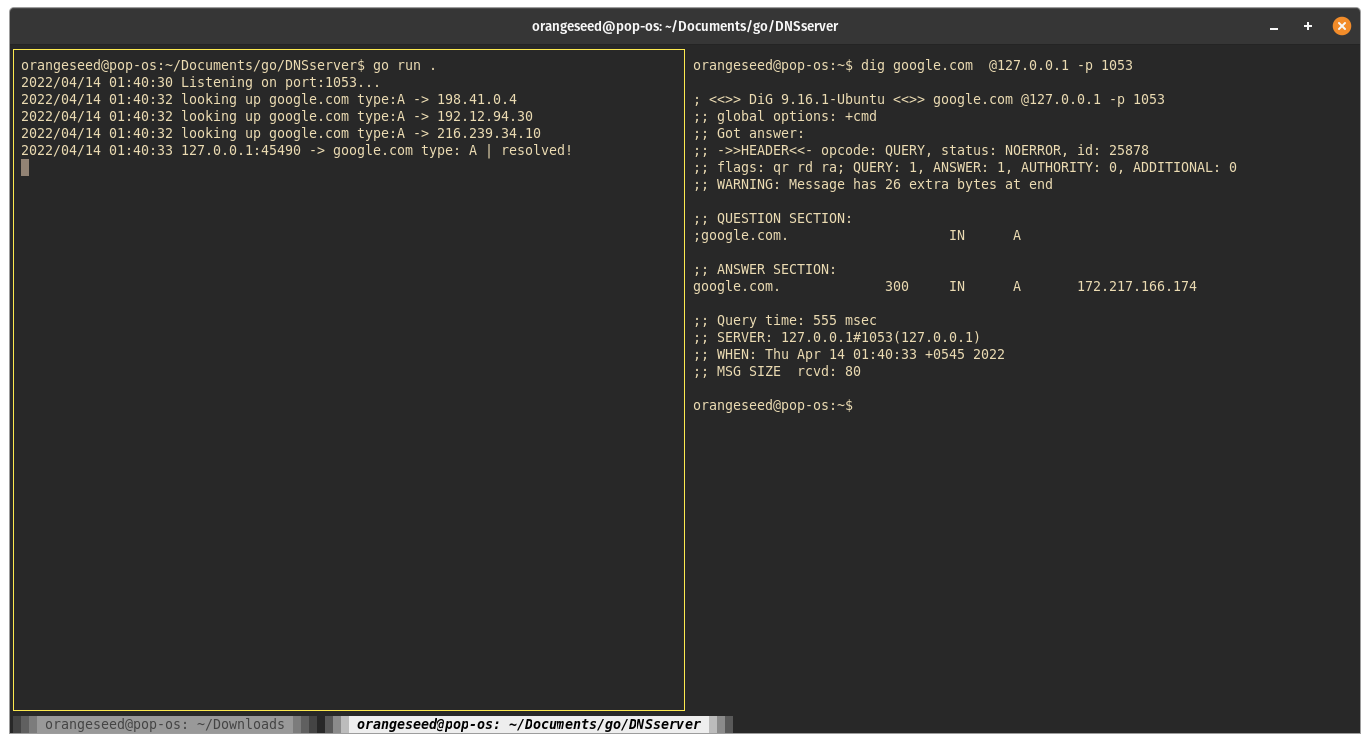 orangeseed@pop-os: ~/Documents/go/DNSserver
orangeseed@pop-os:~/Documents/go/DNSserver$ go run .
2022/04/14 01:40:30 Listening on port:1053...
2022/04/14 01:40:32 looking up google.com type:A -> 198.41.0.4
2022/04/14 01:40:32 looking up google.com type:A -> 192.12.94.30
2022/04/14 01:40:32 looking up google.com type:A -> 216.239.34.10
2022/04/14 01:40:33 127.0.0.1:45490 -> google.com type: A | resolved!
orangeseed@pop-os:~$ dig google.com  @127.0.0.1 -p 1053
; <<>> DiG 9.16.1-Ubuntu <<>> google.com @127.0.0.1 -p 1053
;; global options: +cmd
;; Got answer:
;; ->>HEADER<<- opcode: QUERY, status: NOERROR, id: 25878
;; flags: qr rd ra; QUERY: 1, ANSWER: 1, AUTHORITY: 0, ADDITIONAL: 0
;; WARNING: Message has 26 extra bytes at end
;; QUESTION SECTION:
;google.com.                    IN      A
;; ANSWER SECTION:
google.com.             300     IN      A       172.217.166.174
;; Query time: 555 msec
;; SERVER: 127.0.0.1#1053(127.0.0.1)
;; WHEN: Thu Apr 14 01:40:33 +0545 2022
;; MSG SIZE  rcvd: 80
orangeseed@pop-os:~$
orangeseed@pop-os: ~/Downloads
orangeseed@pop-os: ~/Documents/go/DNSserver